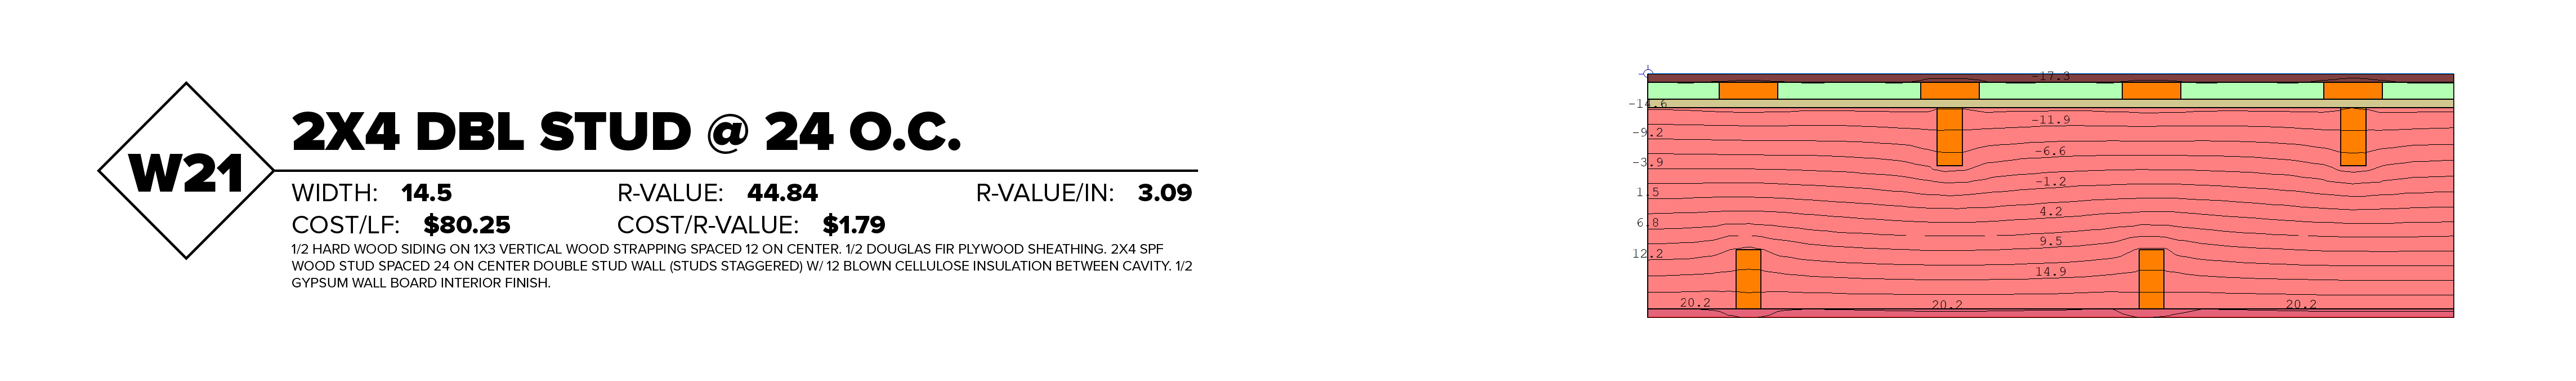 W21
2X4 DBL STUD @ 24 O.C.
WIDTH: 14.5 R-VALUE: 44.84 R-VALUE/IN: 3.09
COST/LF: $80.25 COST/R-VALUE: $1.79
1/2 HARD WOOD SIDING ON 1X3 VERTICAL WOOD STRAPPING SPACED 12 ON CENTER. 1/2 DOUGLAS FIR PLYWOOD SHEATHING. 2X4 SPF
WOOD STUD SPACED 24 ON CENTER DOUBLE STUD WALL (STUDS STAGGERED) W/ 12 BLOWN CELLULOSE INSULATION BETWEEN CAVITY. 1/2
GYPSUM WALL BOARD INTERIOR FINISH.
-17.3
-14.6
-11.9
-9.2
-6.6
-3.9
-1.2
1.5
4.2
6.8
9.5
12.2
14.9
20.2 20.2 20.2